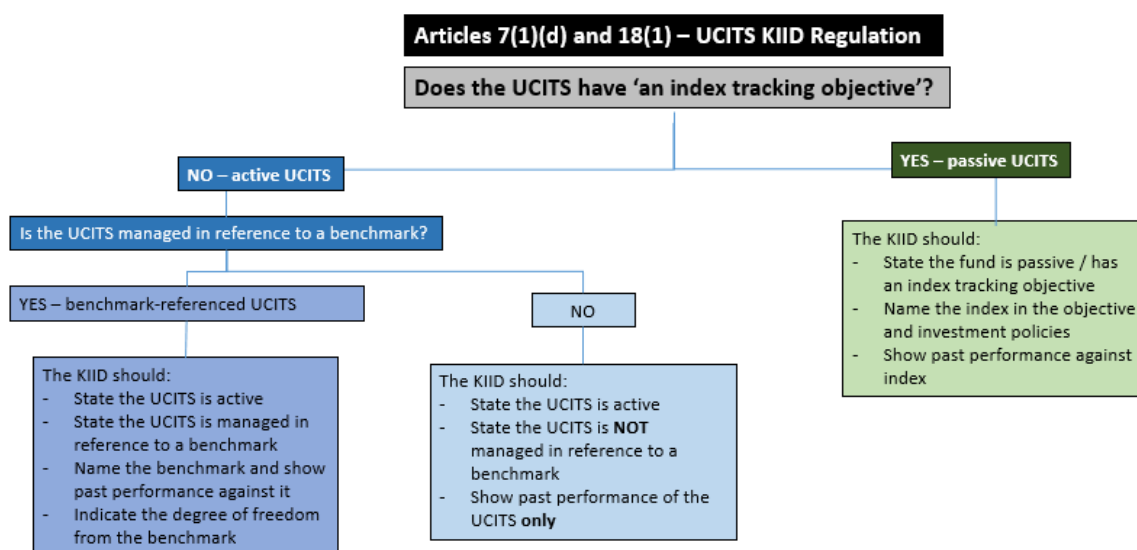 Articles 7(1)(d) and 18(1) – UCITS KIID Regulation
Does the UCITS have ‘an index tracking objective’?
NO – active UCITS
YES – passive UCITS
Is the UCITS managed in reference to a benchmark?
The KIID should:
- State the fund is passive / has
an index tracking objective
- Name the index in the objective
and investment policies
- Show past performance against
index
YES – benchmark-referenced UCITS
NO
The KIID should:
- State the UCITS is active
- State the UCITS is managed in
reference to a benchmark
- Name the benchmark and show
past performance against it
- Indicate the degree of freedom
from the benchmark
The KIID should:
- State the UCITS is active
- State the UCITS is NOT
managed in reference to a
benchmark
- Show past performance of the
UCITS only